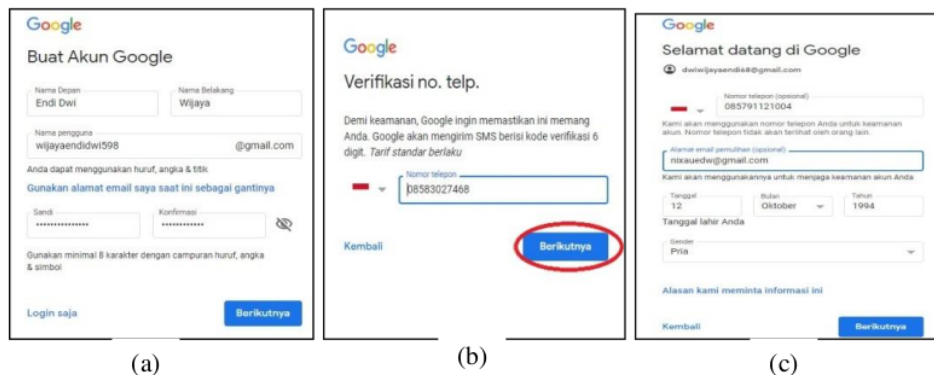 Google
Buat Akun Google
Nama Depan
Nama Belakang
Endi Dwi
Wijaya
Nama pengguna
wijayaendidwi598
@gmail.com
Anda dapat menggunakan huruf, angka & titik
Gunakan alamat email saya saat ini sebagai gantinya
Sandi
Konfirmasi
Gunakan minimal 8 karakter dengan campuran huruf, angka
& simbol
Login saja
Berikutnya
(a)
Google
Verifikasi no. telp.
Demi keamanan, Google ingin memastikan ini memang
Anda. Google akan mengirim SMS berisi kode verifikasi 6
digit. Tarif standar berlaku
Nomor telepon
08583027468
Kembali
Berikutnya
(b)
Google
Selamat datang di Google
dwiwijayaendi68@gmail.com
Nomor telepon (opsional)
085791121004
Kami akan menggunakan nomor telepon Anda untuk keamanan
akun. Nomor telepon tidak akan terlihat oleh orang lain.
Alamat email pemulihan (opsional)
nixauedw@gmail.com
Kami akan menggunakannya untuk menjaga keamanan akun Anda
Tanggal
Bulan
Tahun
12
Oktober
1994
Tanggal lahir Anda
Gender
Pria
Alasan kami meminta informasi ini
Kembali
Berikutnya
(c)